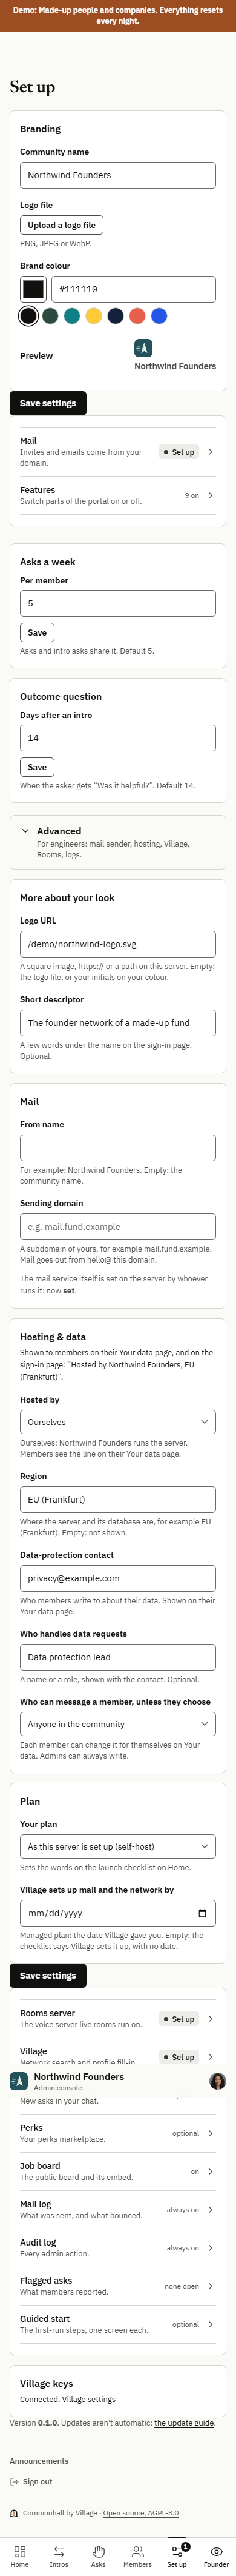 Demo: Made-up people and companies. Everything resets
every night.
Set up
Branding
Community name
Northwind Founders
Logo file
Upload a logo file
PNG, JPEG or WebP.
Brand colour
#111110
Preview
Northwind Founders
Save settings
Mail
Invites and emails come from your
domain.
Set up
Features
Switch parts of the portal on or off.
9 on
Asks a week
Per member
5
Save
Asks and intro asks share it. Default 5.
Outcome question
Days after an intro
14
Save
When the asker gets “Was it helpful?”. Default 14.
Advanced
For engineers: mail sender, hosting, Village,
Rooms, logs.
More about your look
Logo URL
/demo/northwind-logo.svg
A square image, https:// or a path on this server. Empty:
the logo file, or your initials on your colour.
Short descriptor
The founder network of a made-up fund
A few words under the name on the sign-in page.
Optional.
Mail
From name
For example: Northwind Founders. Empty: the
community name.
Sending domain
e.g. mail.fund.example
A subdomain of yours, for example mail.fund.example.
Mail goes out from hello@ this domain.
The mail service itself is set on the server by whoever
runs it: now set.
Hosting & data
Shown to members on their Your data page, and on the
sign-in page: “Hosted by Northwind Founders, EU
(Frankfurt)”.
Hosted by
Ourselves
Ourselves: Northwind Founders runs the server.
Members see the line on their Your data page.
Region
EU (Frankfurt)
Where the server and its database are, for example EU
(Frankfurt). Empty: not shown.
Data-protection contact
privacy@example.com
Who members write to about their data. Shown on their
Your data page.
Who handles data requests
Data protection lead
A name or a role, shown with the contact. Optional.
Who can message a member, unless they choose
Anyone in the community
Each member can change it for themselves on Your
data. Admins can always write.
Plan
Your plan
As this server is set up (self-host)
Sets the words on the launch checklist on Home.
Village sets up mail and the network by
mm/dd/yyyy
Managed plan: the date Village gave you. Empty: the
checklist says Village sets it up, with no date.
Save settings
Rooms server
The voice server live rooms run on.
Set up
Village
Network search and profile fill-in
Set up
Northwind Founders
Admin console
New asks in your chat.
Perks
Your perks marketplace.
optional
Job board
The public board and its embed.
on
Mail log
What was sent, and what bounced.
always on
Audit log
Every admin action.
always on
Flagged asks
What members reported.
none open
Guided start
The first-run steps, one screen each.
optional
Village keys
Connected. Village settings
Version 0.1.0. Updates aren't automatic: the update guide.
Announcements
Sign out
Commonhall by Village · Open source, AGPL-3.0
Home
Intros
Asks
Members
1
Set up
Founder